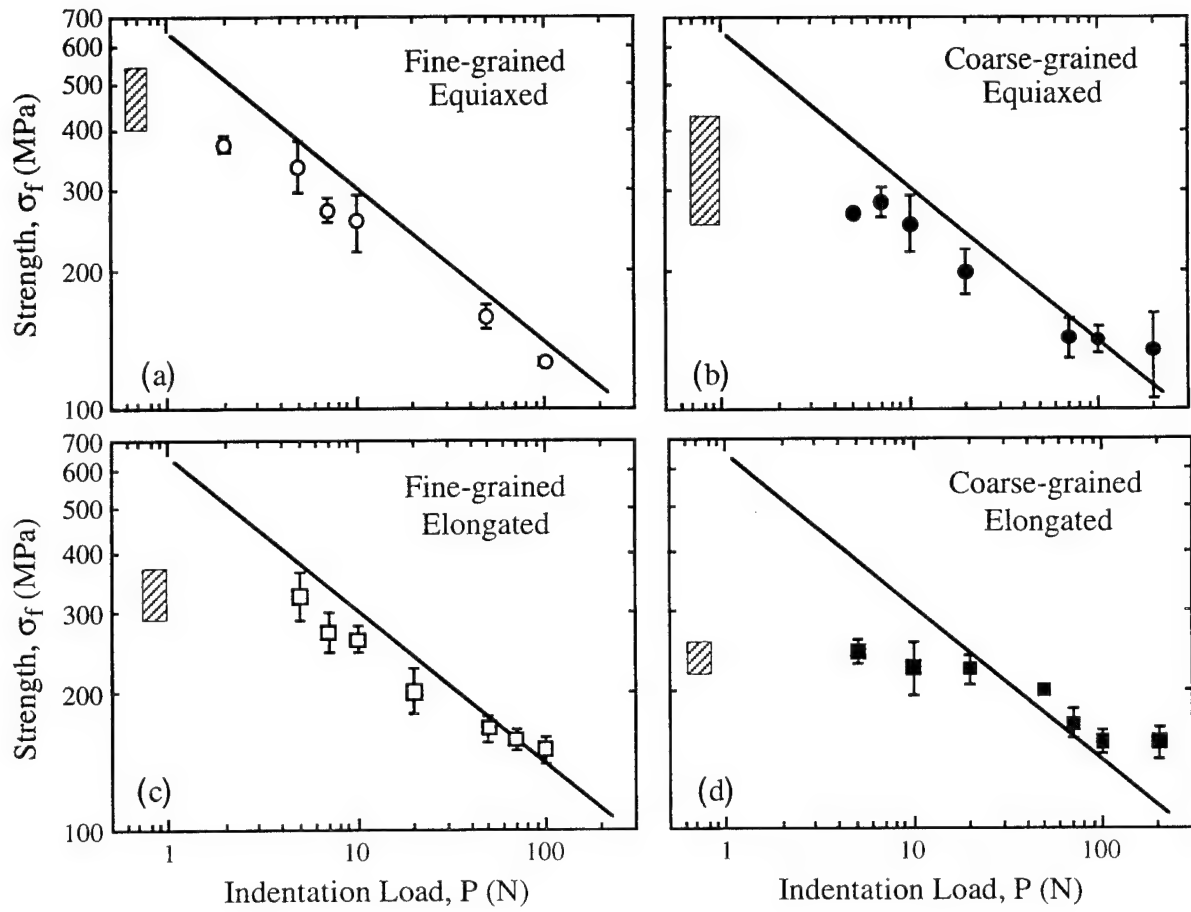 700
600
500
400
300
200
100
Strength, σf (MPa)
Fine-grained
Equiaxed
(a)
Coarse-grained
Equiaxed
(b)
700
600
500
400
300
200
100
Strength, σf (MPa)
Fine-grained
Elongated
(c)
Coarse-grained
Elongated
(d)
1 10 100
1 10 100
Indentation Load, P (N)
Indentation Load, P (N)